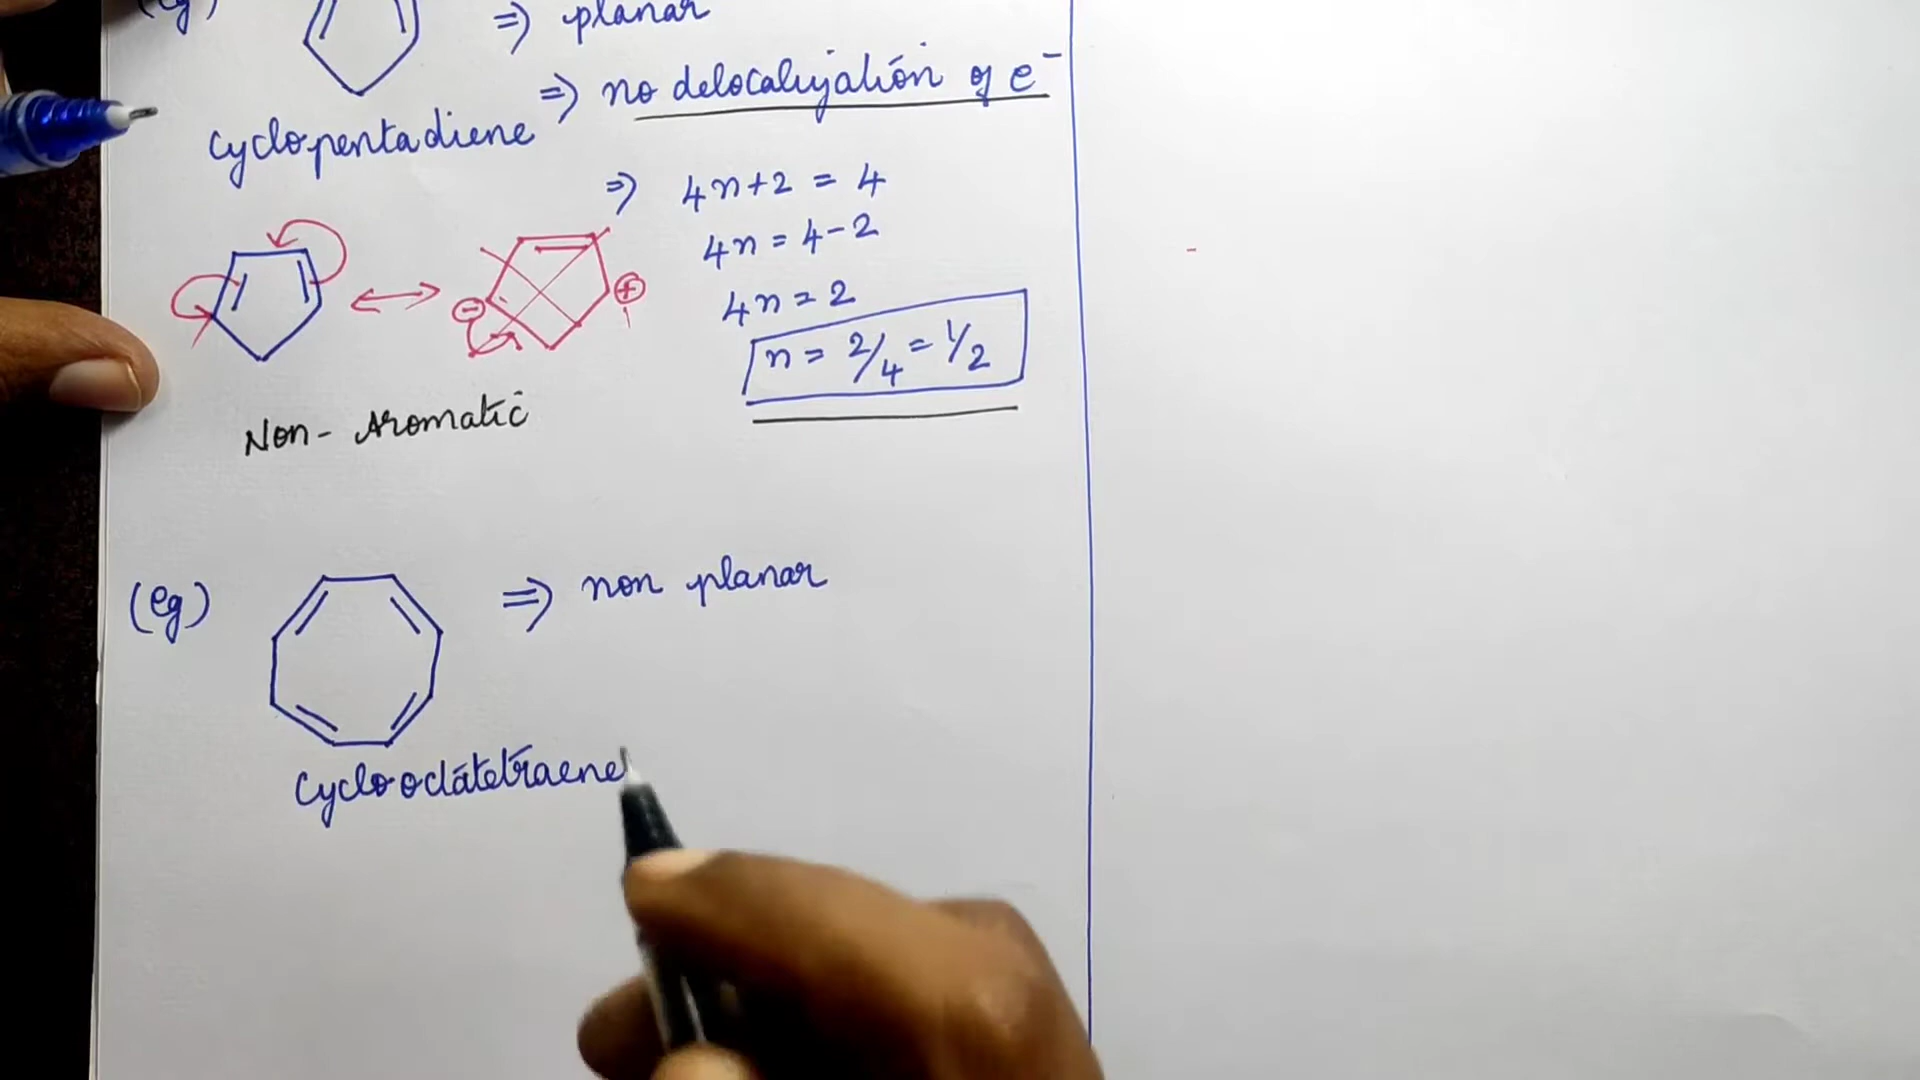 (eg) => planar
cyclopentadiene => no delocalization of e⁻
=> 4n+2 = 4
4n = 4-2
4n = 2
n = 2/4 = 1/2
⊖ ⊕
Non-Aromatic
(eg) => non planar
Cyclooctatetraene